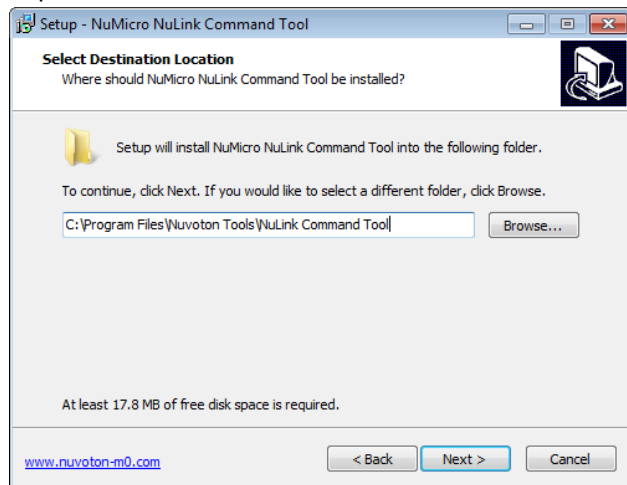 Setup - NuMicro NuLink Command Tool
Select Destination Location
Where should NuMicro NuLink Command Tool be installed?
Setup will install NuMicro NuLink Command Tool into the following folder.
To continue, click Next. If you would like to select a different folder, click Browse.
C:\Program Files\Nuvoton Tools\NuLink Command Tool
Browse...
At least 17.8 MB of free disk space is required.
www.nuvoton-m0.com
< Back
Next >
Cancel